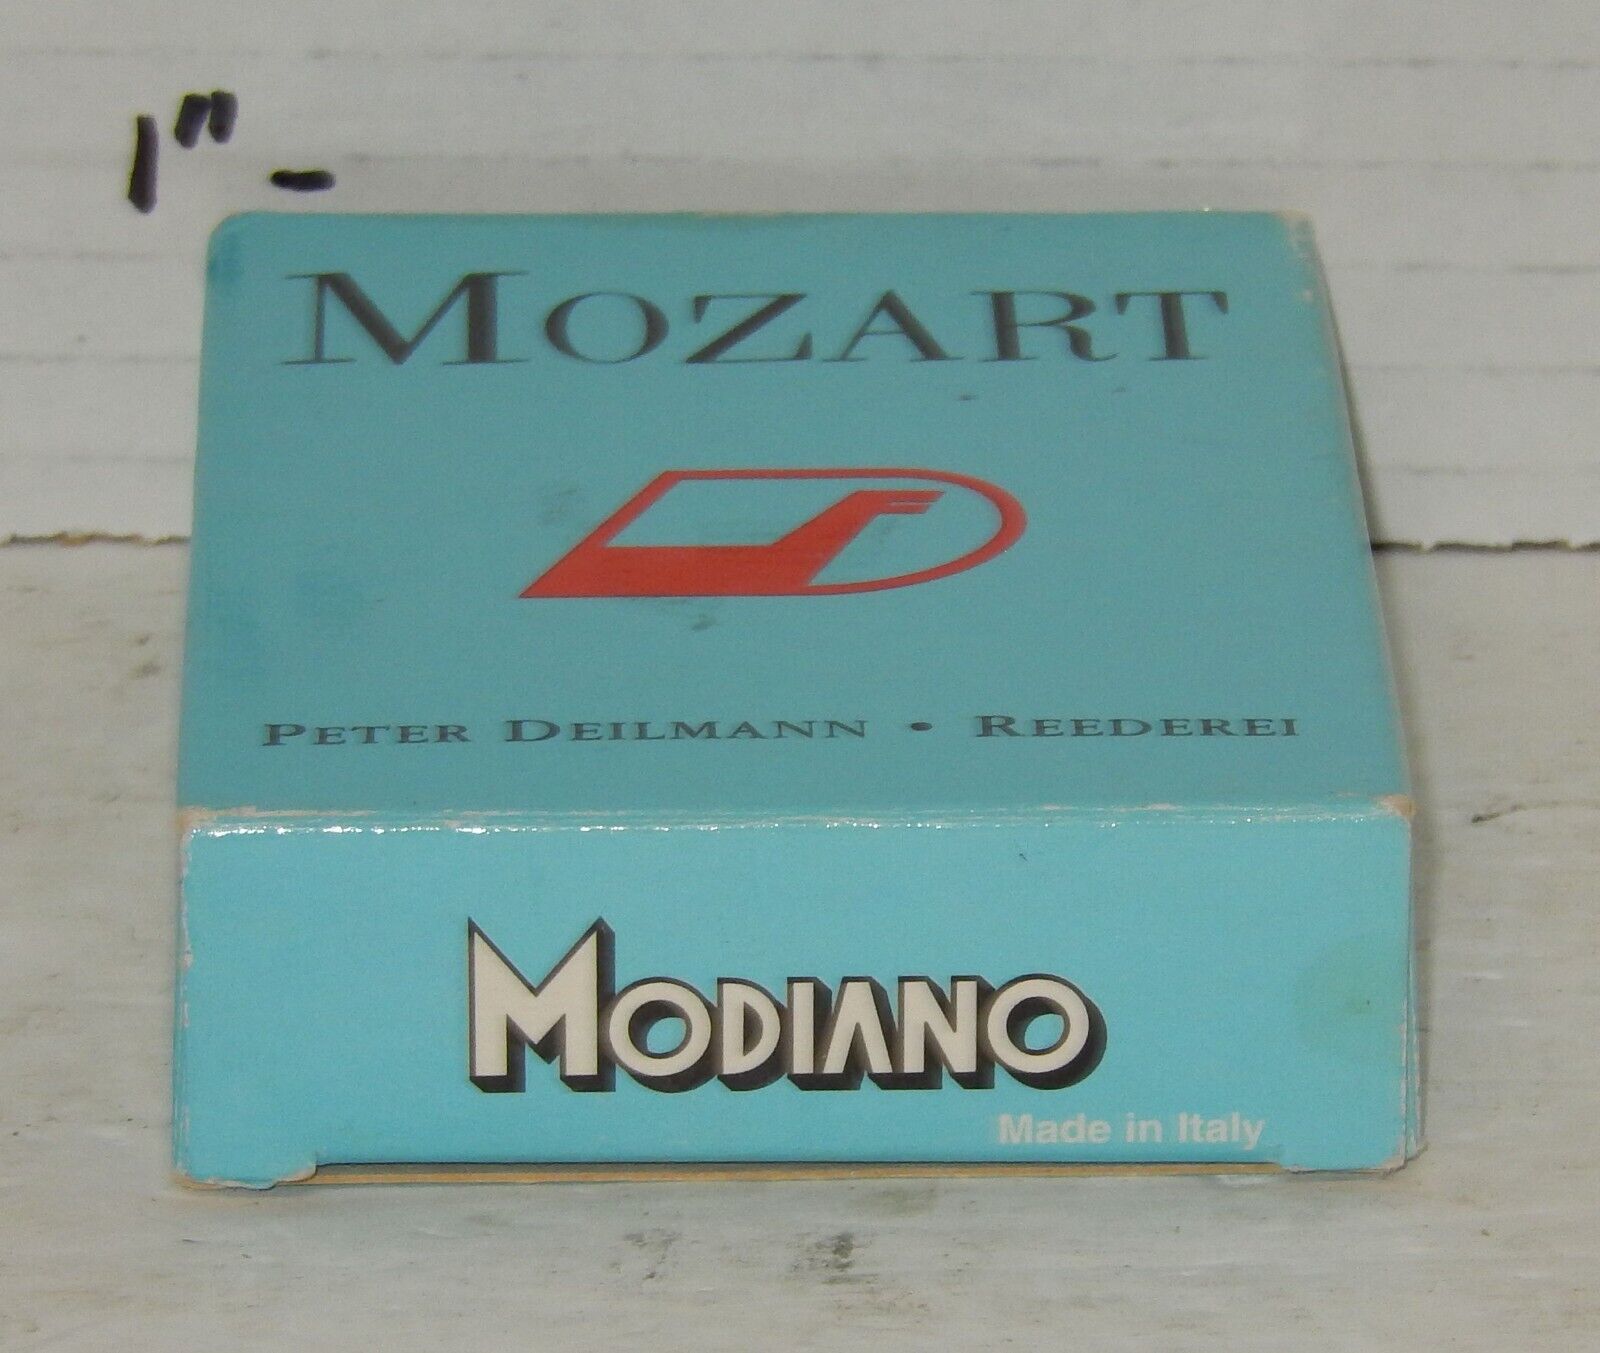 1"
MOZART
PETER DEILMANN • REEDEREI
MODIANO
Made in Italy